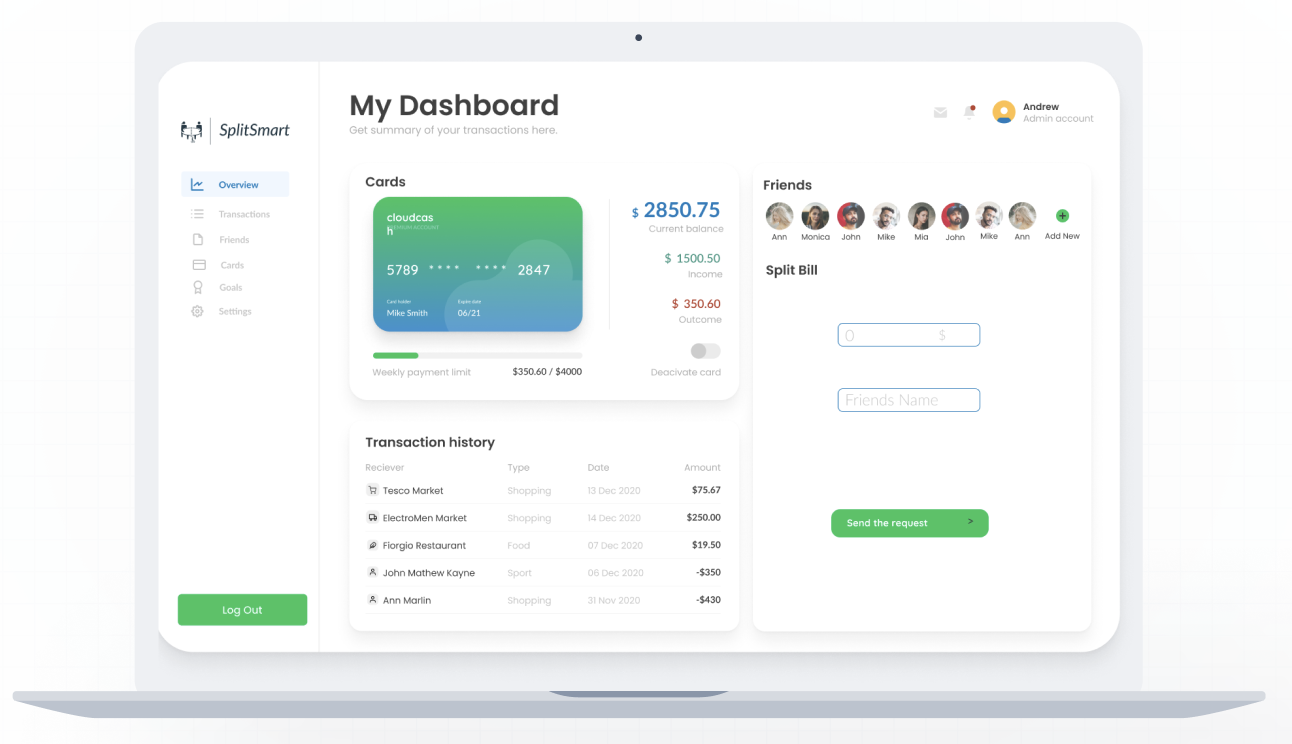 SplitSmart
Overview
Transactions
Friends
Cards
Goals
Settings
Log Out
My Dashboard
Get summary of your transactions here.
Andrew
Admin account
Cards
cloudcas
h
PREMIUM ACCOUNT
5789 **** **** 2847
Card holder Expire date
Mike Smith 06/21
Weekly payment limit $350.60 / $4000
$ 2850.75
Current balance
$ 1500.50
Income
$ 350.60
Outcome
Deacivate card
Transaction history
Reciever Type Date Amount
Tesco Market Shopping 13 Dec 2020 $75.67
ElectroMen Market Shopping 14 Dec 2020 $250.00
Fiorgio Restaurant Food 07 Dec 2020 $19.50
John Mathew Kayne Sport 06 Dec 2020 -$350
Ann Marlin Shopping 31 Nov 2020 -$430
Friends
Ann Monica John Mike Mia John Mike Ann Add New
Split Bill
0 $
Friends Name
Send the request >